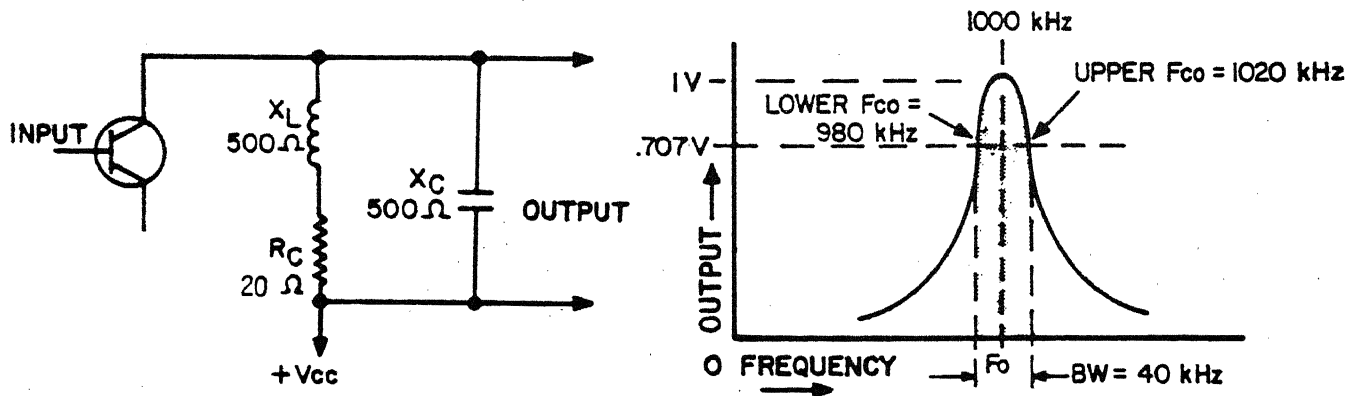 INPUT
XL
500Ω
RC
20 Ω
+Vcc
XC
500Ω
OUTPUT
1000 kHz
1V
LOWER Fco =
980 kHz
UPPER Fco = 1020 kHz
.707V
OUTPUT
O FREQUENCY
Fo
BW = 40 kHz